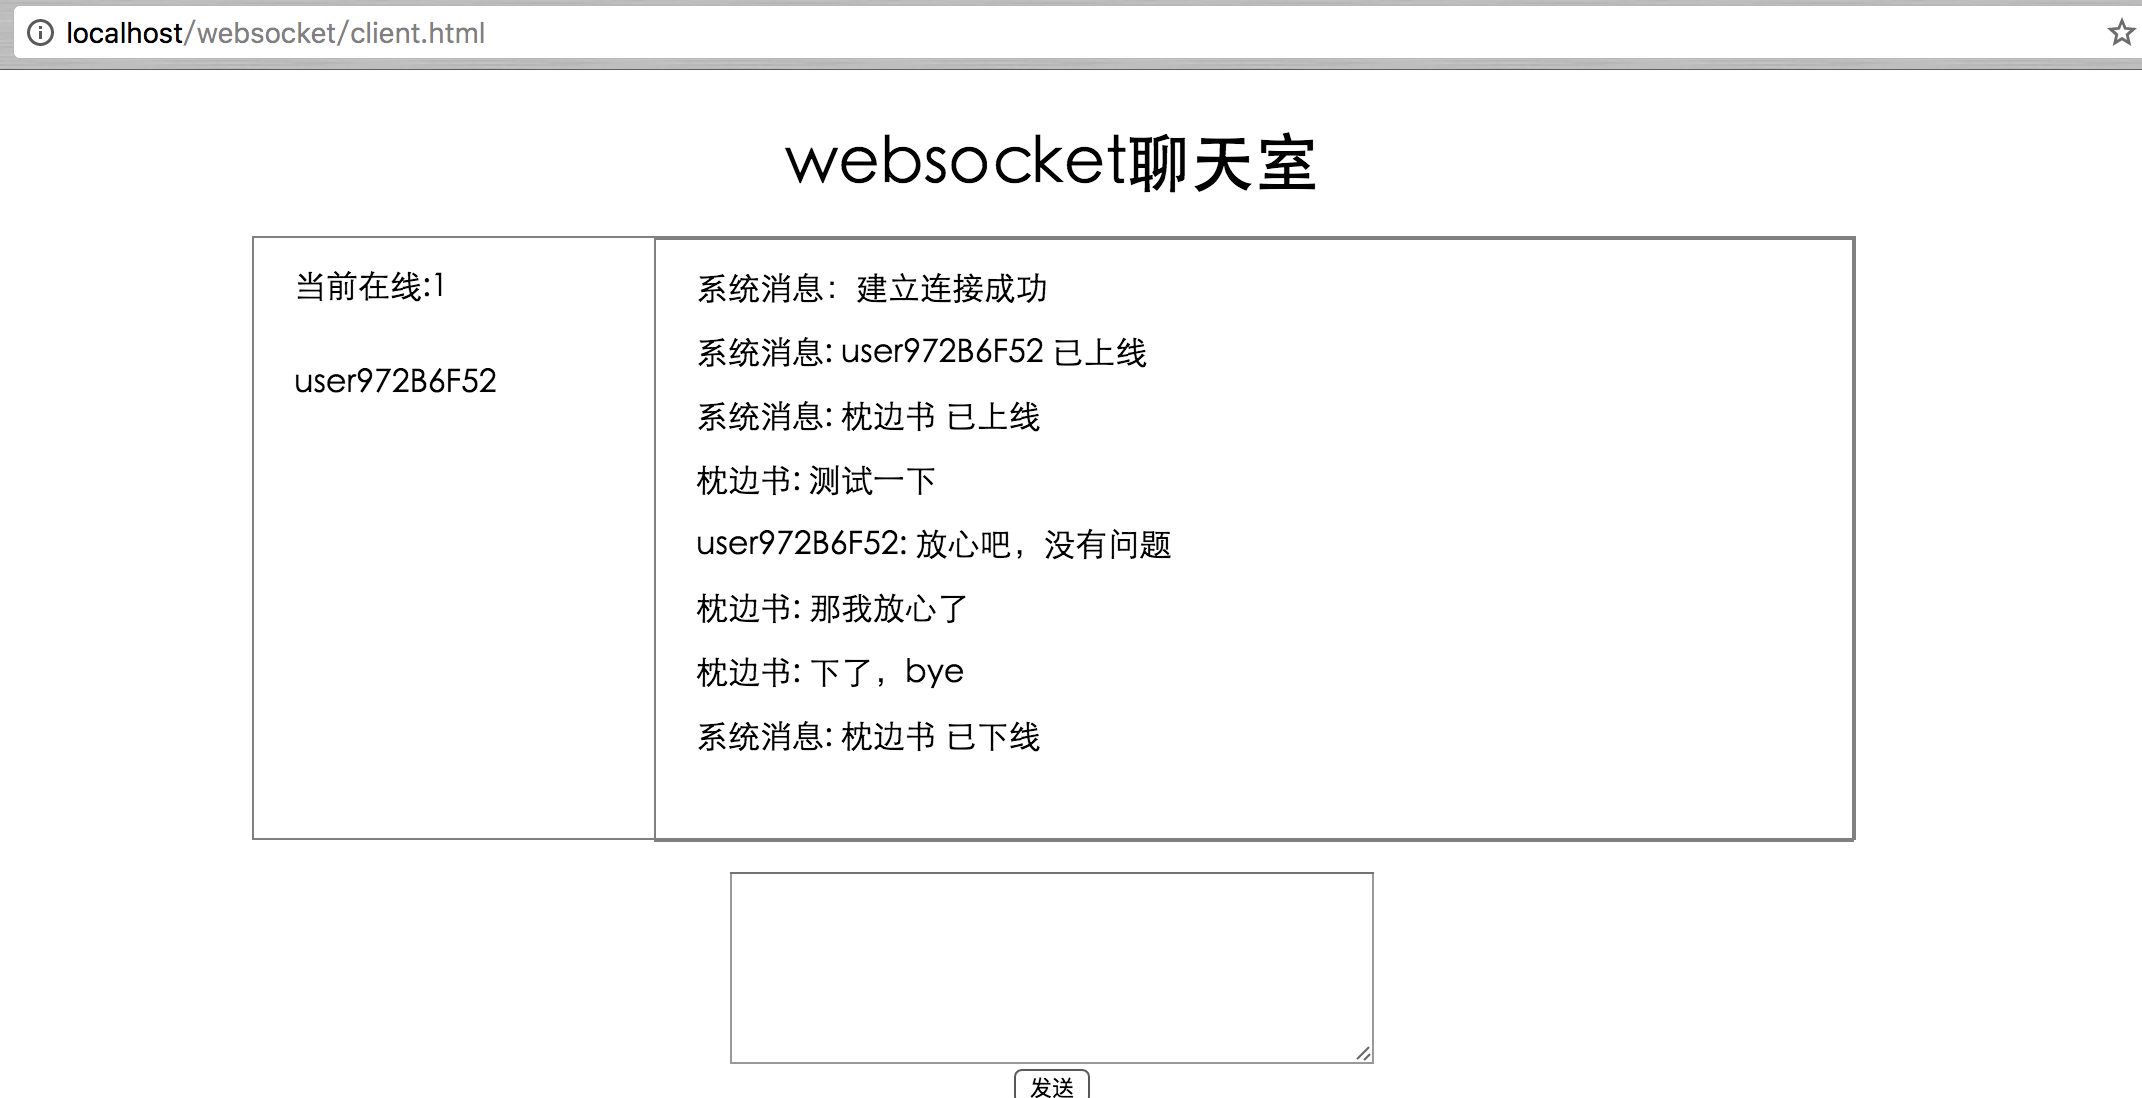 localhost/websocket/client.html
websocket聊天室
当前在线:1
user972B6F52
系统消息：建立连接成功
系统消息: user972B6F52 已上线
系统消息: 枕边书 已上线
枕边书: 测试一下
user972B6F52: 放心吧，没有问题
枕边书: 那我放心了
枕边书: 下了，bye
系统消息: 枕边书 已下线
发送